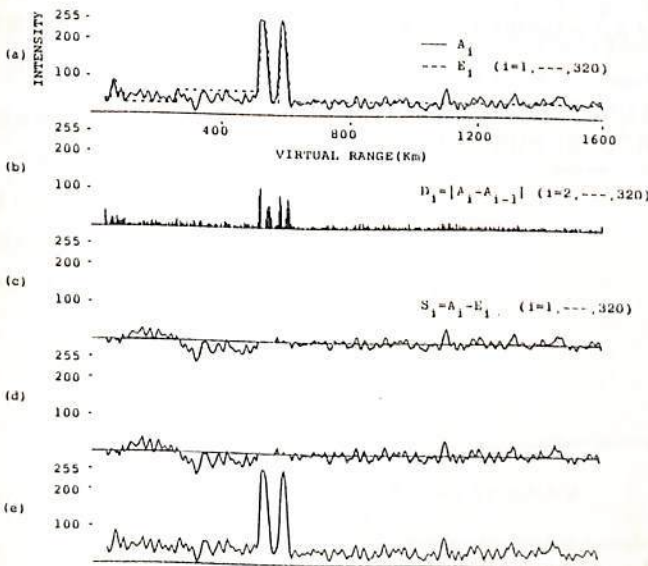 (a)
INTENSITY
255
200
100
A_i
E_i (i=1,---,320)
400 800 1200 1600
VIRTUAL RANGE(Km)
(b)
255
200
100
D_i=|A_i-A_{i-1}| (i=2,---,320)
(c)
255
200
100
S_i=A_i-E_i (i=1,---,320)
(d)
255
200
100
(e)
255
200
100